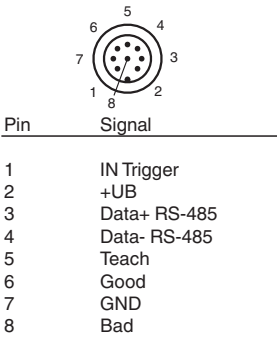 5
6 4
7 3
1 2
8
Pin Signal
1 IN Trigger
2 +UB
3 Data+ RS-485
4 Data- RS-485
5 Teach
6 Good
7 GND
8 Bad